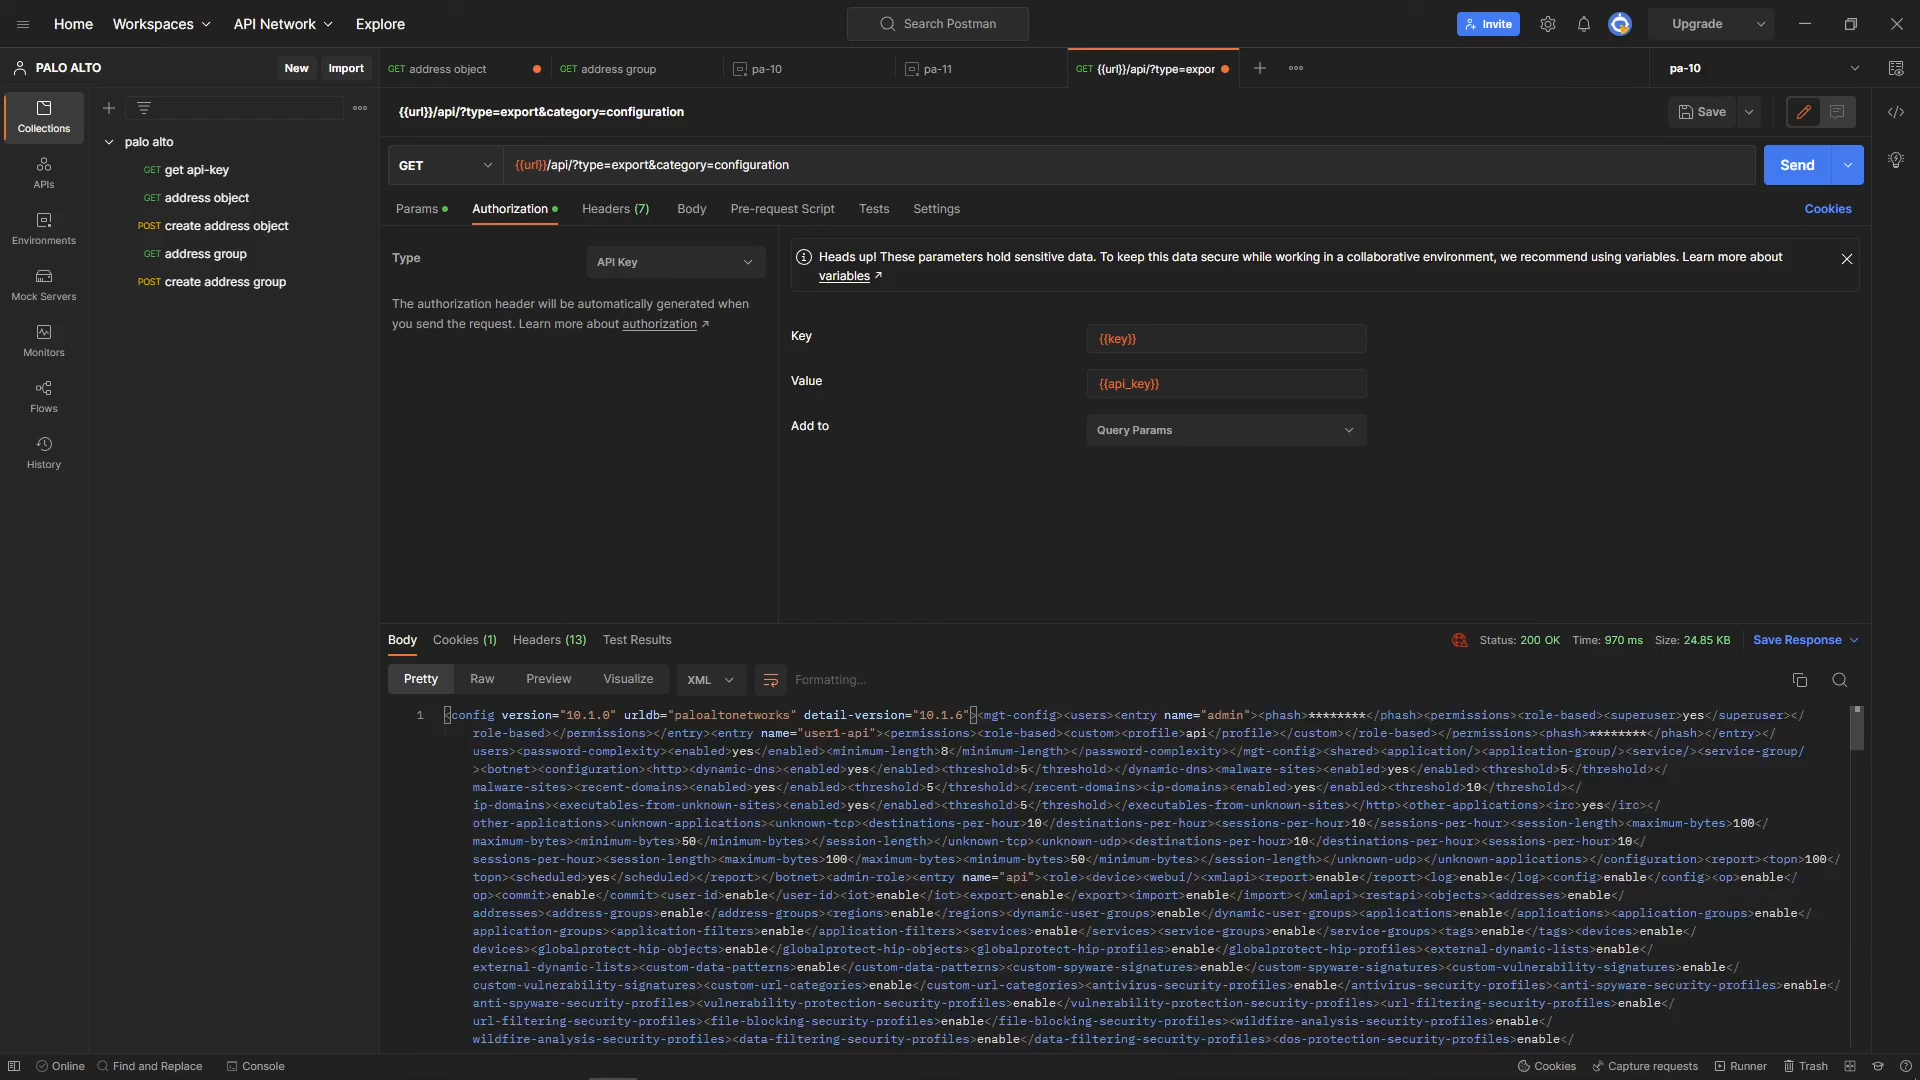 Home
Workspaces
API Network
Explore
Search Postman
Invite
Upgrade
PALO ALTO
New
Import
GET address object
GET address group
pa-10
pa-11
GET {{url}}/api/?type=expor
pa-10
Collections
APIs
Environments
Mock Servers
Monitors
Flows
History
palo alto
GET get api-key
GET address object
POST create address object
GET address group
POST create address group
{{url}}/api/?type=export&category=configuration
Save
GET
{{url}}/api/?type=export&category=configuration
Send
Params
Authorization
Headers (7)
Body
Pre-request Script
Tests
Settings
Cookies
Type
API Key
The authorization header will be automatically generated when
you send the request. Learn more about authorization ↗
Heads up! These parameters hold sensitive data. To keep this data secure while working in a collaborative environment, we recommend using variables. Learn more about
variables ↗
Key
{{key}}
Value
{{api_key}}
Add to
Query Params
Body
Cookies (1)
Headers (13)
Test Results
Status: 200 OK
Time: 970 ms
Size: 24.85 KB
Save Response
Pretty
Raw
Preview
Visualize
XML
Formatting...
1
<config version="10.1.0" urldb="paloaltonetworks" detail-version="10.1.6"><mgt-config><users><entry name="admin"><phash>********</phash><permissions><role-based><superuser>yes</superuser></
role-based></permissions></entry><entry name="user1-api"><permissions><role-based><custom><profile>api</profile></custom></role-based></permissions><phash>********</phash></entry></
users><password-complexity><enabled>yes</enabled><minimum-length>8</minimum-length></password-complexity></mgt-config><shared><application/><application-group/><service/><service-group/
><botnet><configuration><http><dynamic-dns><enabled>yes</enabled><threshold>5</threshold></dynamic-dns><malware-sites><enabled>yes</enabled><threshold>5</threshold></
malware-sites><recent-domains><enabled>yes</enabled><threshold>5</threshold></recent-domains><ip-domains><enabled>yes</enabled><threshold>10</threshold></
ip-domains><executables-from-unknown-sites><enabled>yes</enabled><threshold>5</threshold></executables-from-unknown-sites></http><other-applications><irc>yes</irc></
other-applications><unknown-applications><unknown-tcp><destinations-per-hour>10</destinations-per-hour><sessions-per-hour>10</sessions-per-hour><session-length><maximum-bytes>100</
maximum-bytes><minimum-bytes>50</minimum-bytes></session-length></unknown-tcp><unknown-udp><destinations-per-hour>10</destinations-per-hour><sessions-per-hour>10</
sessions-per-hour><session-length><maximum-bytes>100</maximum-bytes><minimum-bytes>50</minimum-bytes></session-length></unknown-udp></unknown-applications></configuration><report><topn>100</
topn><scheduled>yes</scheduled></report></botnet><admin-role><entry name="api"><role><device><webui/><xmlapi><report>enable</report><log>enable</log><config>enable</config><op>enable</
op><commit>enable</commit><user-id>enable</user-id><iot>enable</iot><export>enable</export><import>enable</import></xmlapi><restapi><objects><addresses>enable</
addresses><address-groups>enable</address-groups><regions>enable</regions><dynamic-user-groups>enable</dynamic-user-groups><applications>enable</applications><application-groups>enable</
application-groups><application-filters>enable</application-filters><services>enable</services><service-groups>enable</service-groups><tags>enable</tags><devices>enable</
devices><globalprotect-hip-objects>enable</globalprotect-hip-objects><globalprotect-hip-profiles>enable</globalprotect-hip-profiles><external-dynamic-lists>enable</
external-dynamic-lists><custom-data-patterns>enable</custom-data-patterns><custom-spyware-signatures>enable</custom-spyware-signatures><custom-vulnerability-signatures>enable</
custom-vulnerability-signatures><custom-url-categories>enable</custom-url-categories><antivirus-security-profiles>enable</antivirus-security-profiles><anti-spyware-security-profiles>enable</
anti-spyware-security-profiles><vulnerability-protection-security-profiles>enable</vulnerability-protection-security-profiles><url-filtering-security-profiles>enable</
url-filtering-security-profiles><file-blocking-security-profiles>enable</file-blocking-security-profiles><wildfire-analysis-security-profiles>enable</
wildfire-analysis-security-profiles><data-filtering-security-profiles>enable</data-filtering-security-profiles><dos-protection-security-profiles>enable</
Online
Find and Replace
Console
Cookies
Capture requests
Runner
Trash